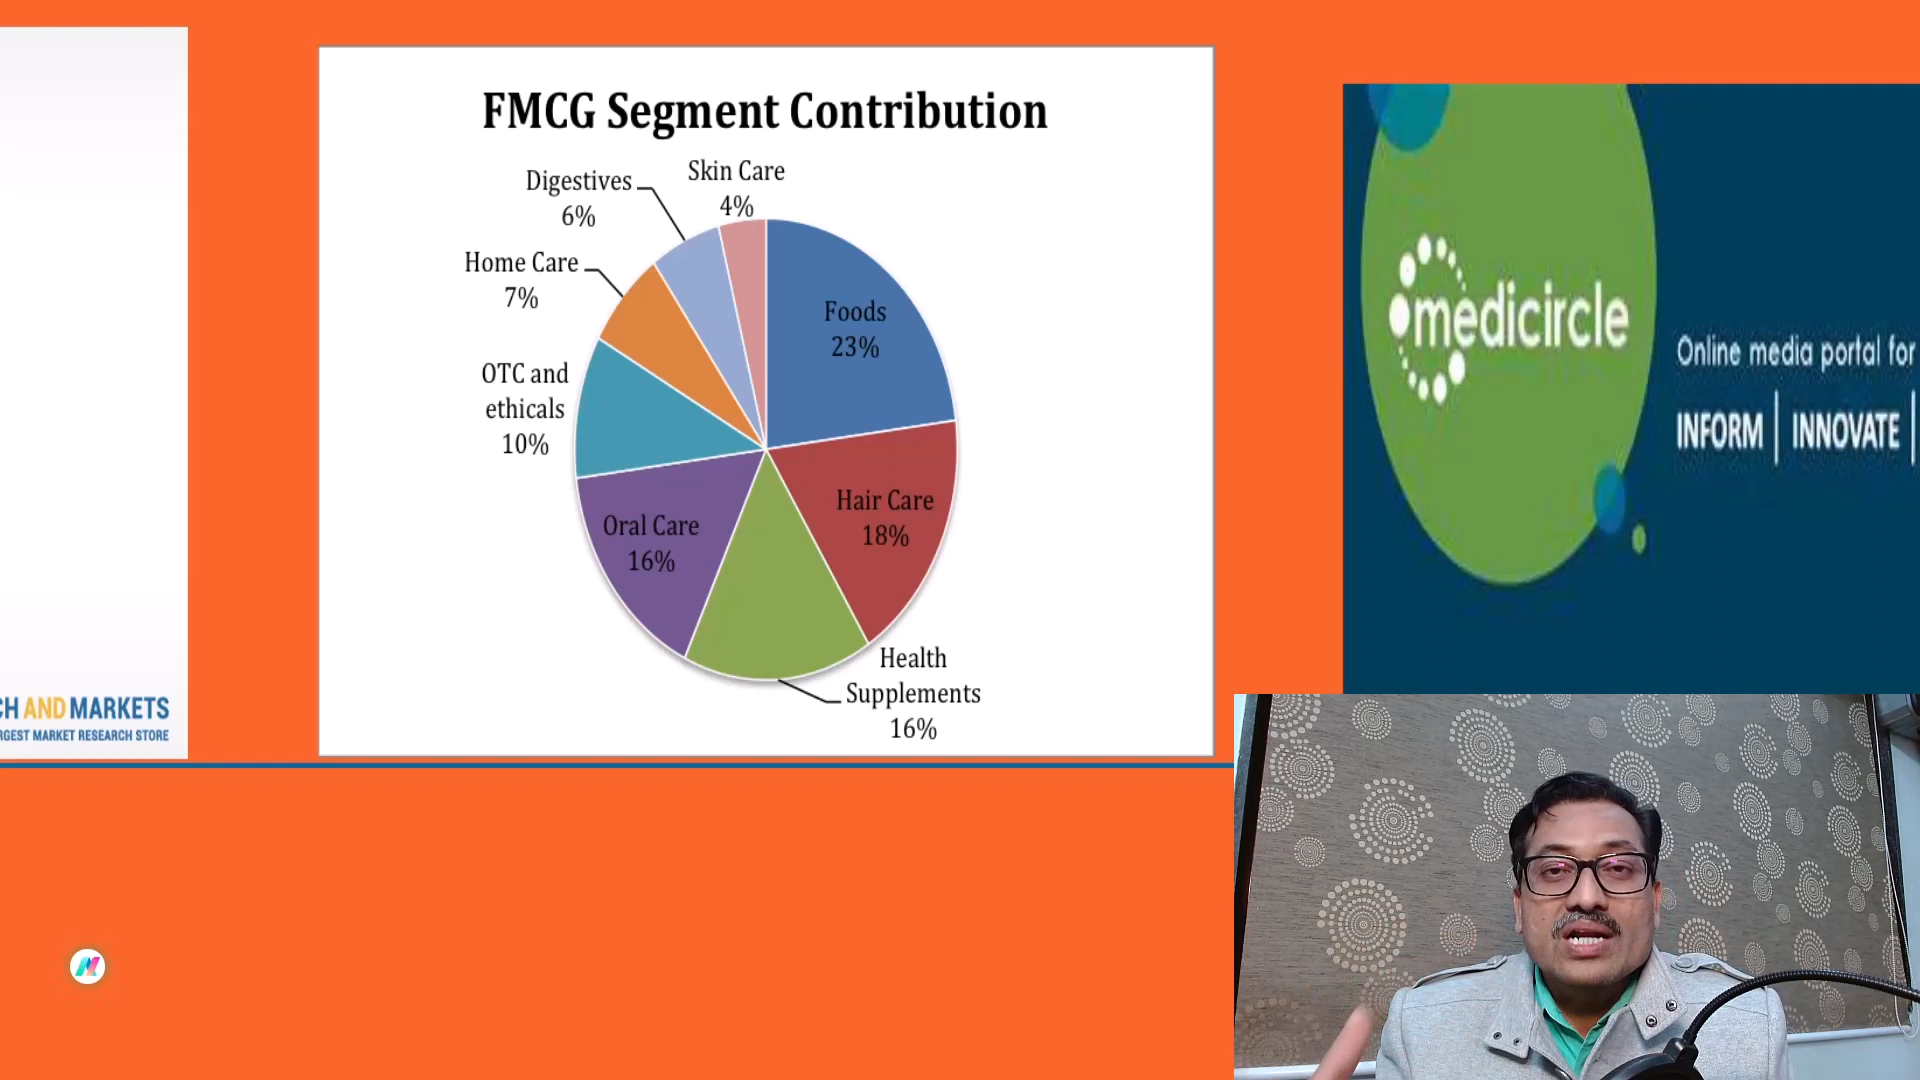 FMCG Segment Contribution
Skin Care
4%
Digestives
6%
Home Care
7%
OTC and
ethicals
10%
Foods
23%
Hair Care
18%
Oral Care
16%
Health
Supplements
16%
CH AND MARKETS
RGEST MARKET RESEARCH STORE
medicircle
Online media portal for
INFORM | INNOVATE |